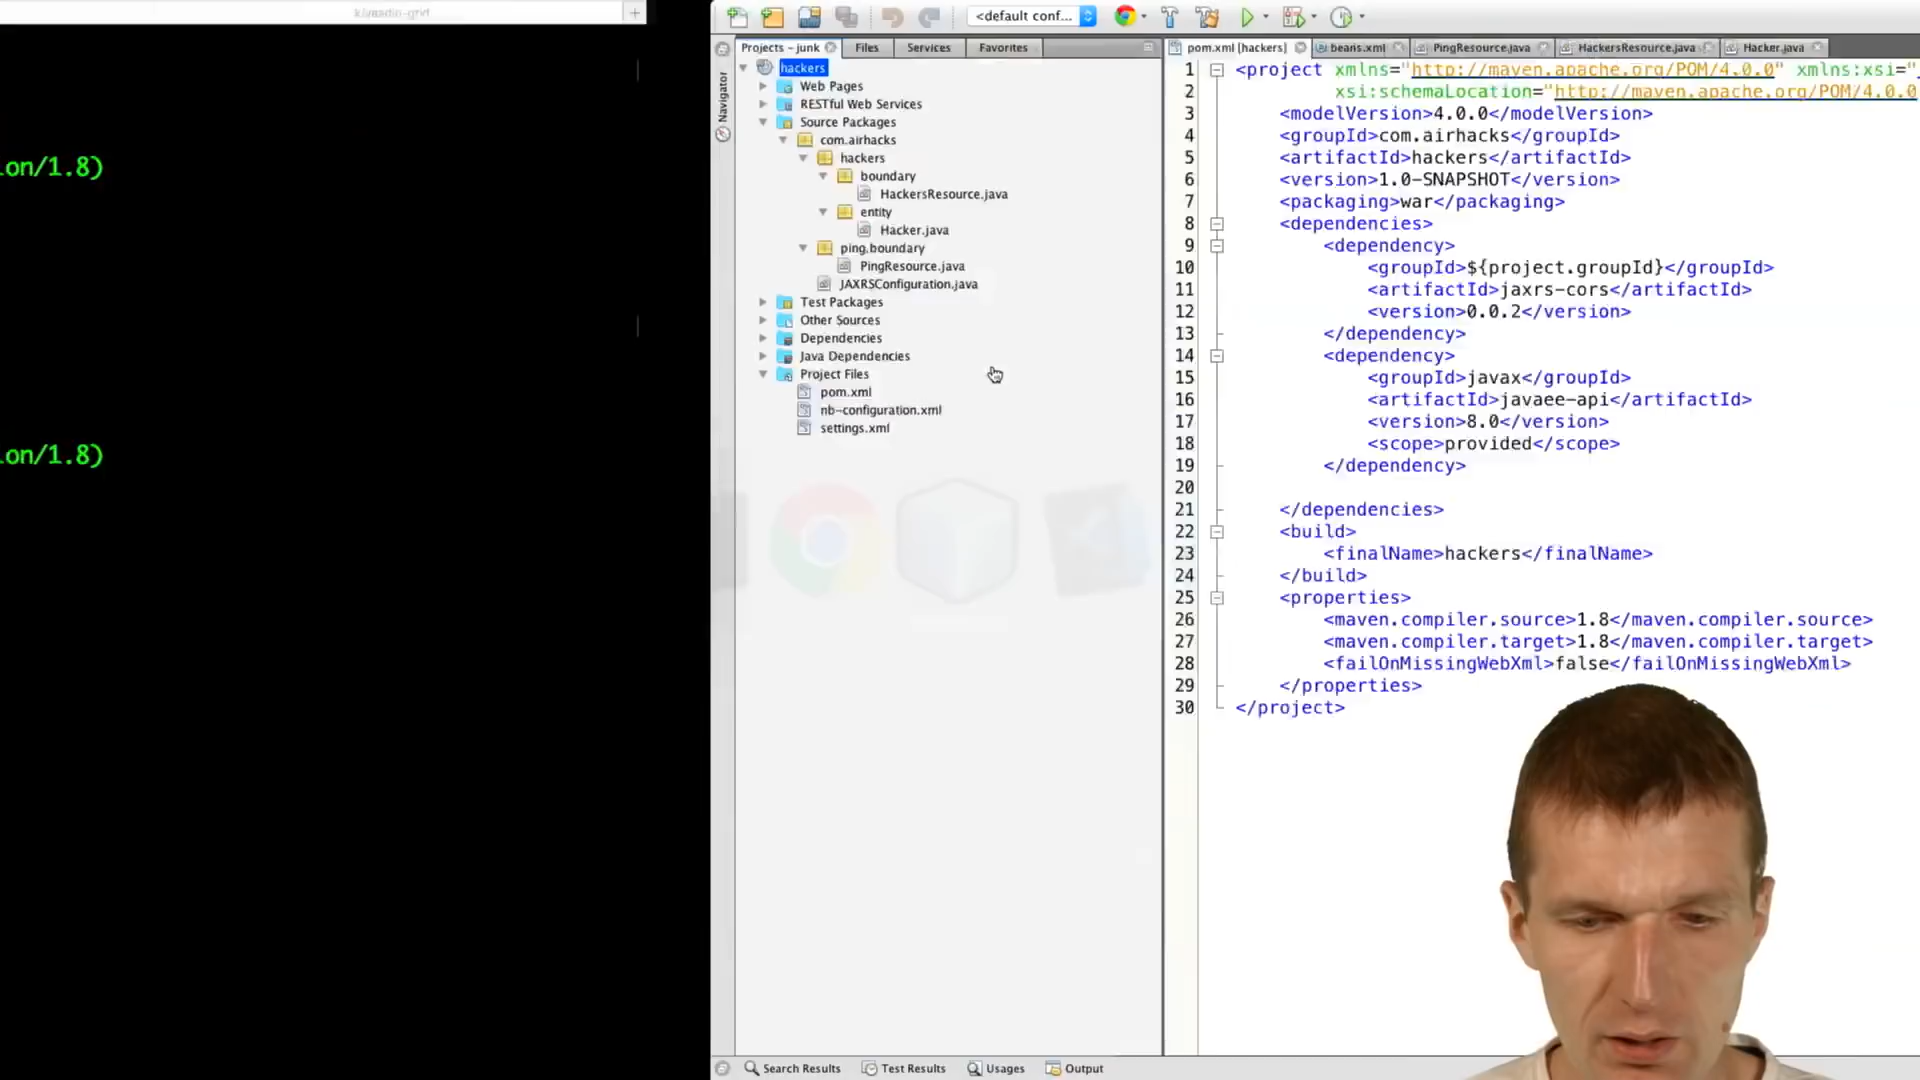 k/vaadin-grid
ion/1.8)
on/1.8)
<default conf...
Projects - junk
Files
Services
Favorites
Navigator
hackers
Web Pages
RESTful Web Services
Source Packages
com.airhacks
hackers
boundary
HackersResource.java
entity
Hacker.java
ping.boundary
PingResource.java
JAXRSConfiguration.java
Test Packages
Other Sources
Dependencies
Java Dependencies
Project Files
pom.xml
nb-configuration.xml
settings.xml
pom.xml [hackers]
beans.xml
PingResource.java
HackersResource.java
Hacker.java
1 <project xmlns="http://maven.apache.org/POM/4.0.0" xmlns:xsi="
2 xsi:schemaLocation="http://maven.apache.org/POM/4.0.0
3 <modelVersion>4.0.0</modelVersion>
4 <groupId>com.airhacks</groupId>
5 <artifactId>hackers</artifactId>
6 <version>1.0-SNAPSHOT</version>
7 <packaging>war</packaging>
8 <dependencies>
9 <dependency>
10 <groupId>${project.groupId}</groupId>
11 <artifactId>jaxrs-cors</artifactId>
12 <version>0.0.2</version>
13 </dependency>
14 <dependency>
15 <groupId>javax</groupId>
16 <artifactId>javaee-api</artifactId>
17 <version>8.0</version>
18 <scope>provided</scope>
19 </dependency>
20
21 </dependencies>
22 <build>
23 <finalName>hackers</finalName>
24 </build>
25 <properties>
26 <maven.compiler.source>1.8</maven.compiler.source>
27 <maven.compiler.target>1.8</maven.compiler.target>
28 <failOnMissingWebXml>false</failOnMissingWebXml>
29 </properties>
30 </project>
Search Results
Test Results
Usages
Output